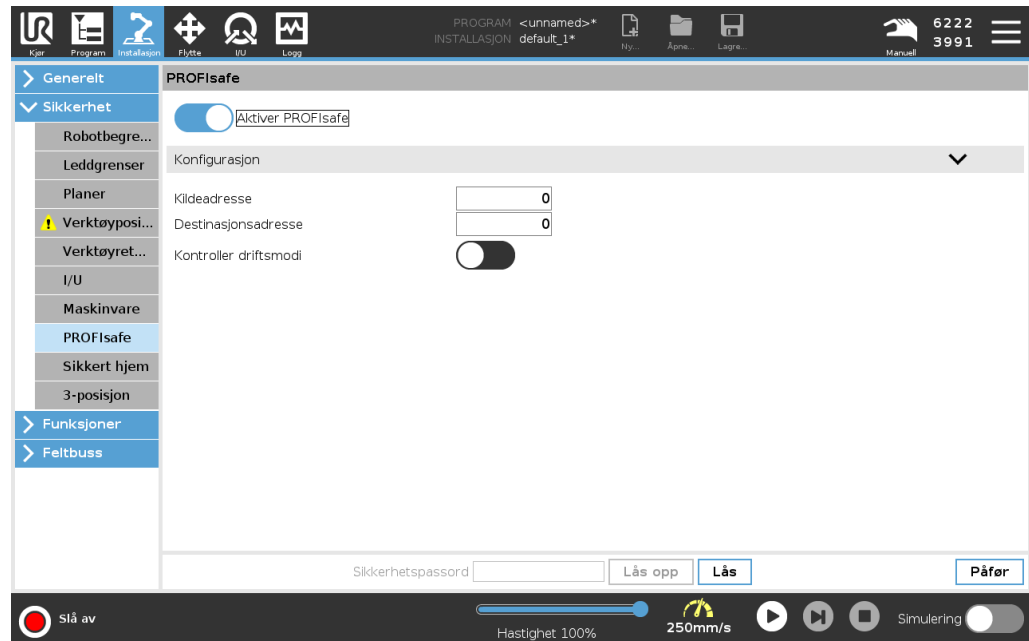 UR
Kjør
Program
Installasjon
Flytte
I/U
Logg
PROGRAM <unnamed>*
INSTALLASJON default_1*
Ny...
Åpne...
Lagre...
Manuell
6222
3991
Generelt
Sikkerhet
Robotbegre...
Leddgrenser
Planer
Verktøyposi...
Verktøyret...
I/U
Maskinvare
PROFIsafe
Sikkert hjem
3-posisjon
Funksjoner
Feltbuss
PROFIsafe
Aktiver PROFIsafe
Konfigurasjon
Kildeadresse 0
Destinasjonsadresse 0
Kontroller driftsmodi
Sikkerhetspassord Lås opp Lås Påfør
Slå av
Hastighet 100%
250mm/s
Simulering